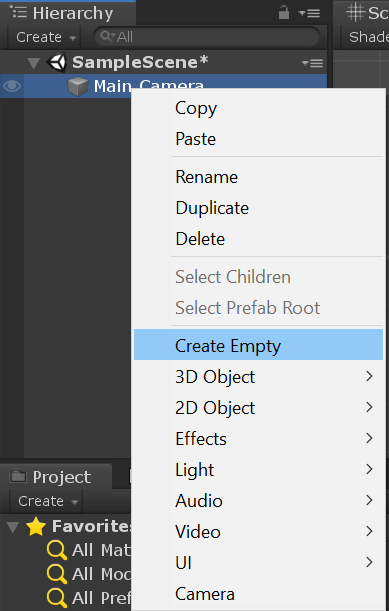 Hierarchy
Sc
Create
All
Shade
SampleScene*
Main Camera
Copy
Paste
Rename
Duplicate
Delete
Select Children
Select Prefab Root
Create Empty
3D Object
2D Object
Effects
Light
Audio
Video
UI
Camera
Project
Create
Favorites
All Mat
All Mod
All Pref